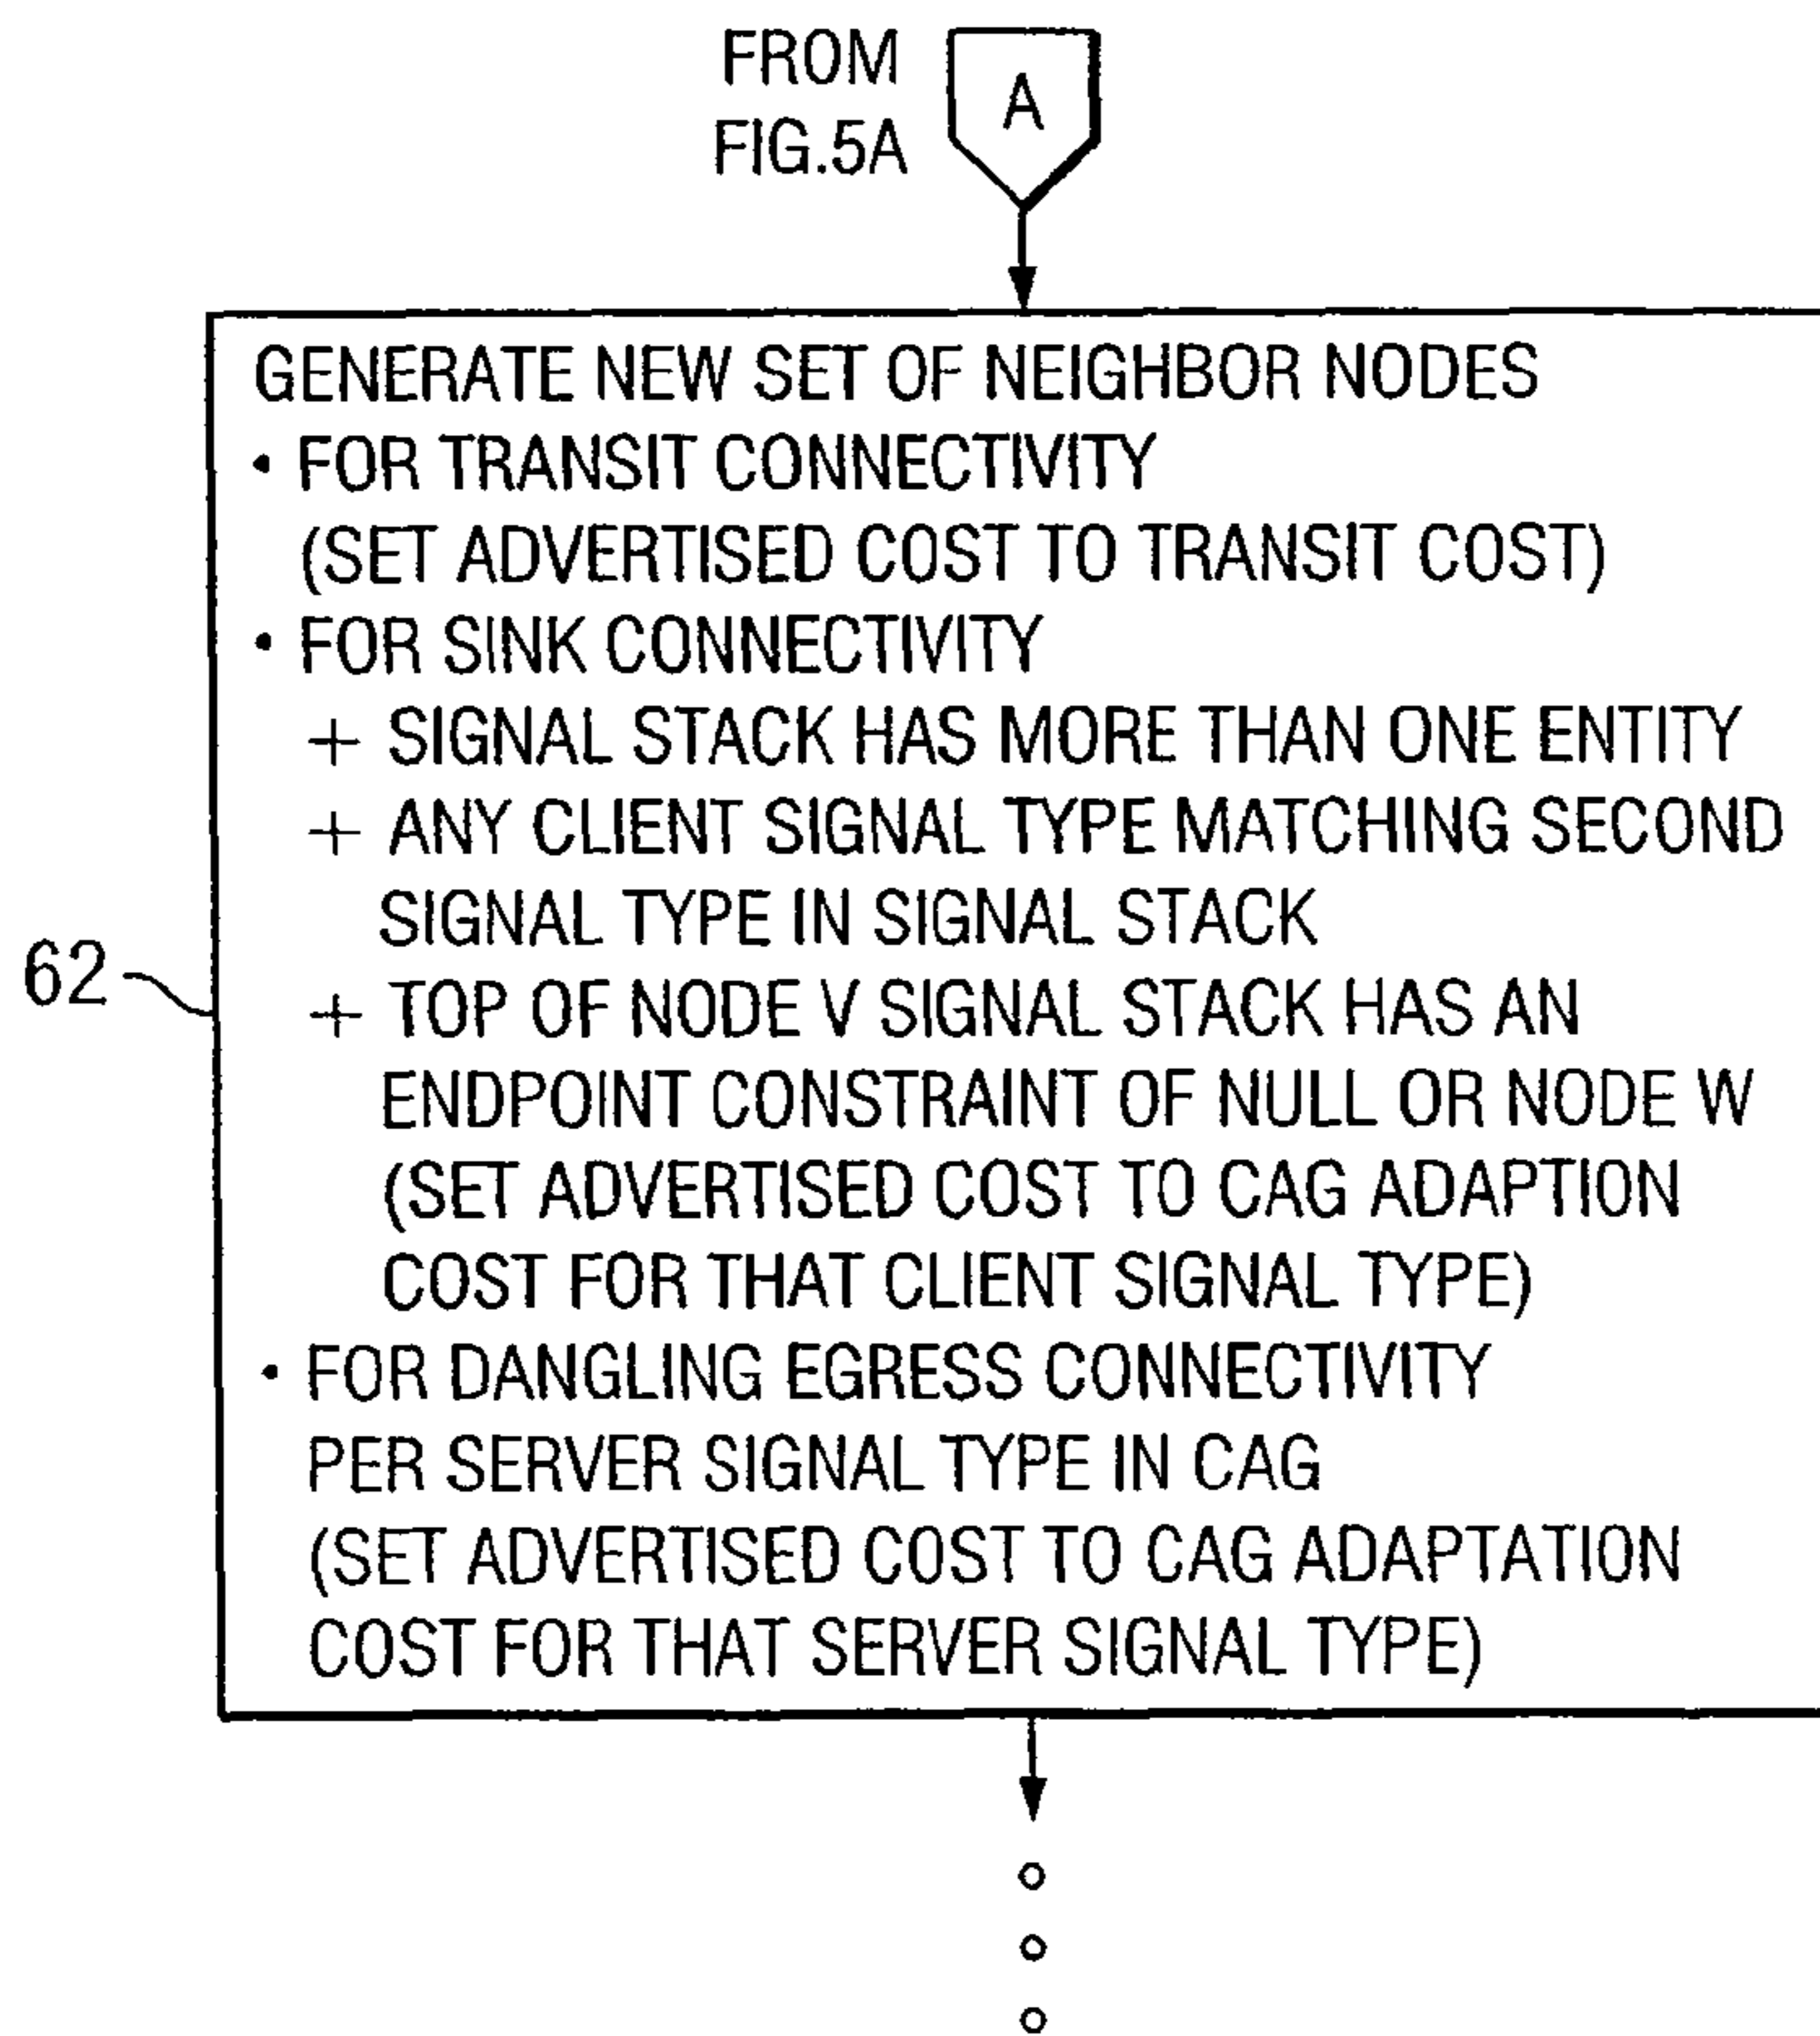 FROM
FIG.5A
A
GENERATE NEW SET OF NEIGHBOR NODES
• FOR TRANSIT CONNECTIVITY
(SET ADVERTISED COST TO TRANSIT COST)
• FOR SINK CONNECTIVITY
+ SIGNAL STACK HAS MORE THAN ONE ENTITY
+ ANY CLIENT SIGNAL TYPE MATCHING SECOND
SIGNAL TYPE IN SIGNAL STACK
+ TOP OF NODE V SIGNAL STACK HAS AN
ENDPOINT CONSTRAINT OF NULL OR NODE W
(SET ADVERTISED COST TO CAG ADAPTION
COST FOR THAT CLIENT SIGNAL TYPE)
• FOR DANGLING EGRESS CONNECTIVITY
PER SERVER SIGNAL TYPE IN CAG
(SET ADVERTISED COST TO CAG ADAPTATION
COST FOR THAT SERVER SIGNAL TYPE)
62